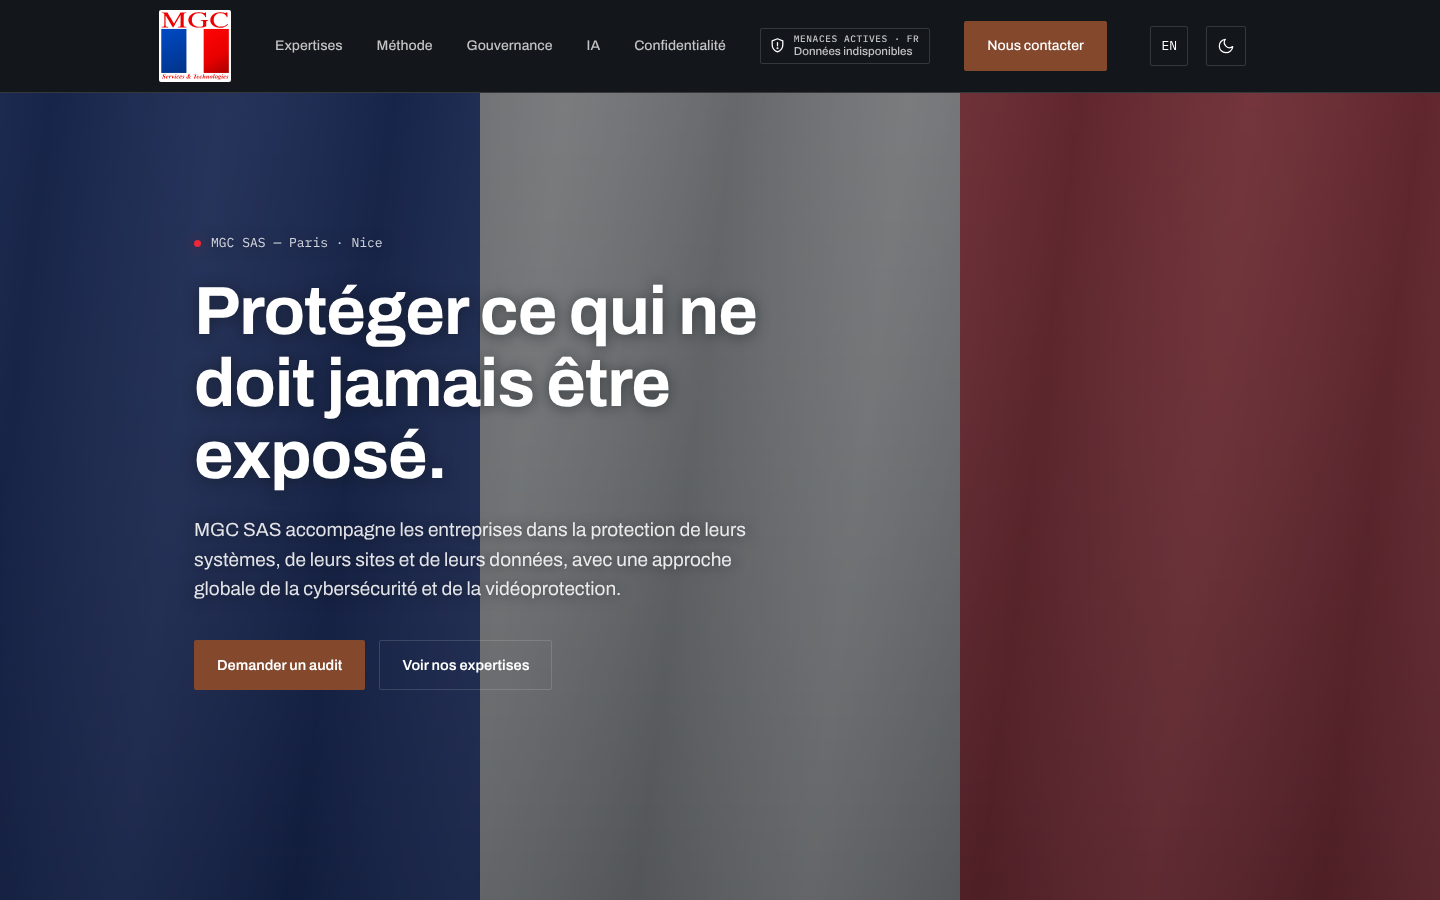 MGC
Services & Technologies
Expertises
Méthode
Gouvernance
IA
Confidentialité
MENACES ACTIVES · FR
Données indisponibles
Nous contacter
EN
MGC SAS — Paris · Nice
Protéger ce qui ne
doit jamais être
exposé.
MGC SAS accompagne les entreprises dans la protection de leurs
systèmes, de leurs sites et de leurs données, avec une approche
globale de la cybersécurité et de la vidéoprotection.
Demander un audit
Voir nos expertises